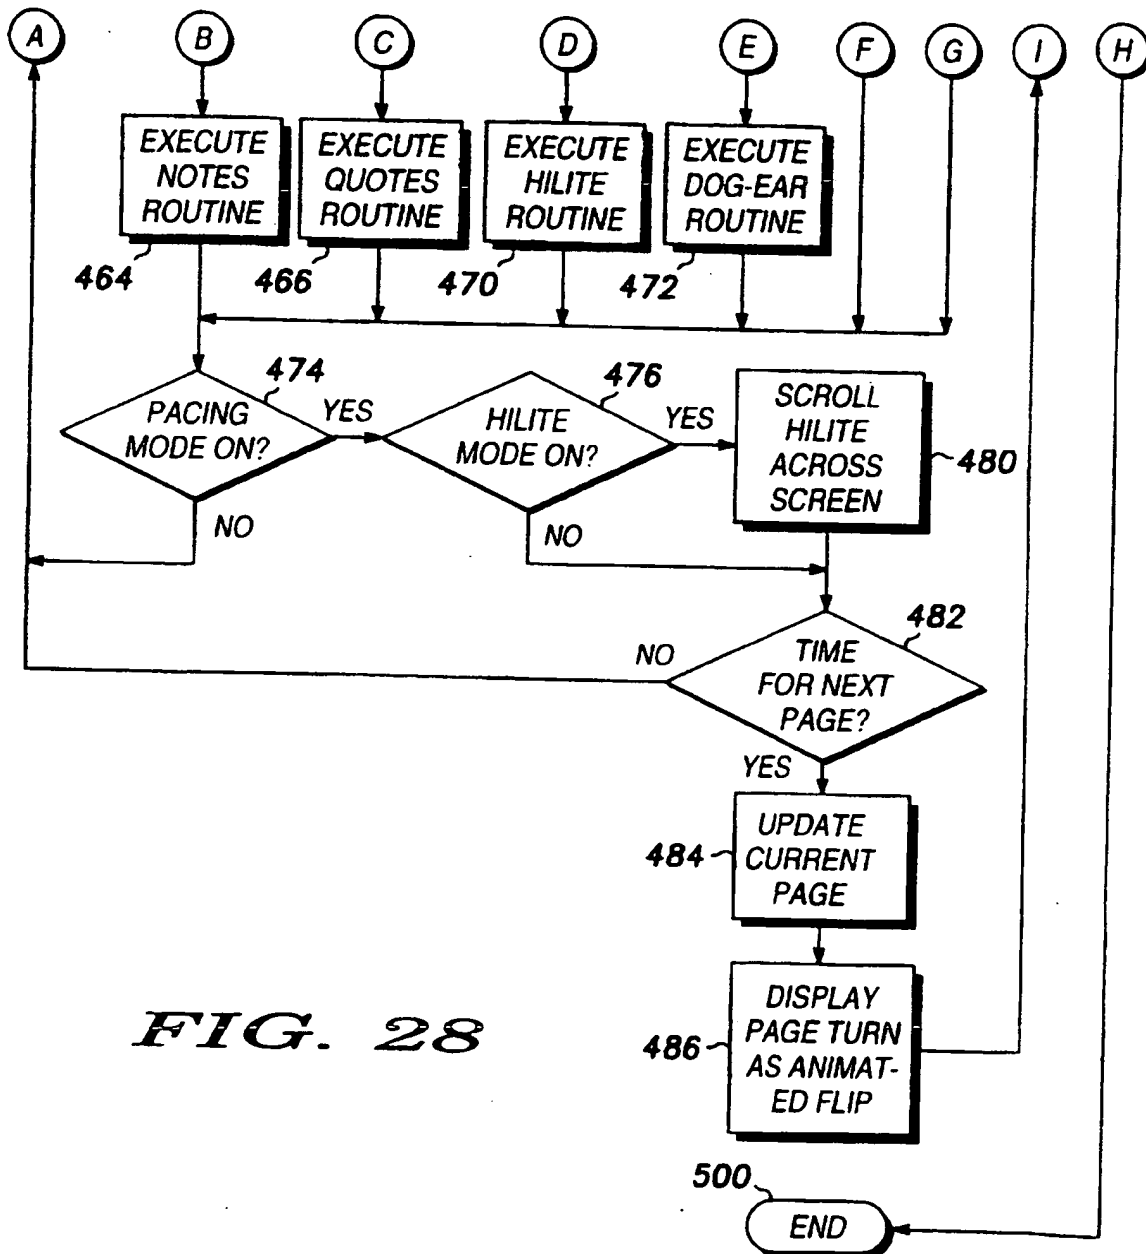 A B C D E F G I H
EXECUTE
NOTES
ROUTINE
464
EXECUTE
QUOTES
ROUTINE
466
EXECUTE
HILITE
ROUTINE
470
EXECUTE
DOG-EAR
ROUTINE
472
PACING
MODE ON?
474
YES
NO
HILITE
MODE ON?
476
YES
NO
SCROLL
HILITE
ACROSS
SCREEN
480
TIME
FOR NEXT
PAGE?
482
NO
YES
UPDATE
CURRENT
PAGE
484
DISPLAY
PAGE TURN
AS ANIMAT-
ED FLIP
486
FIG. 28
500
END